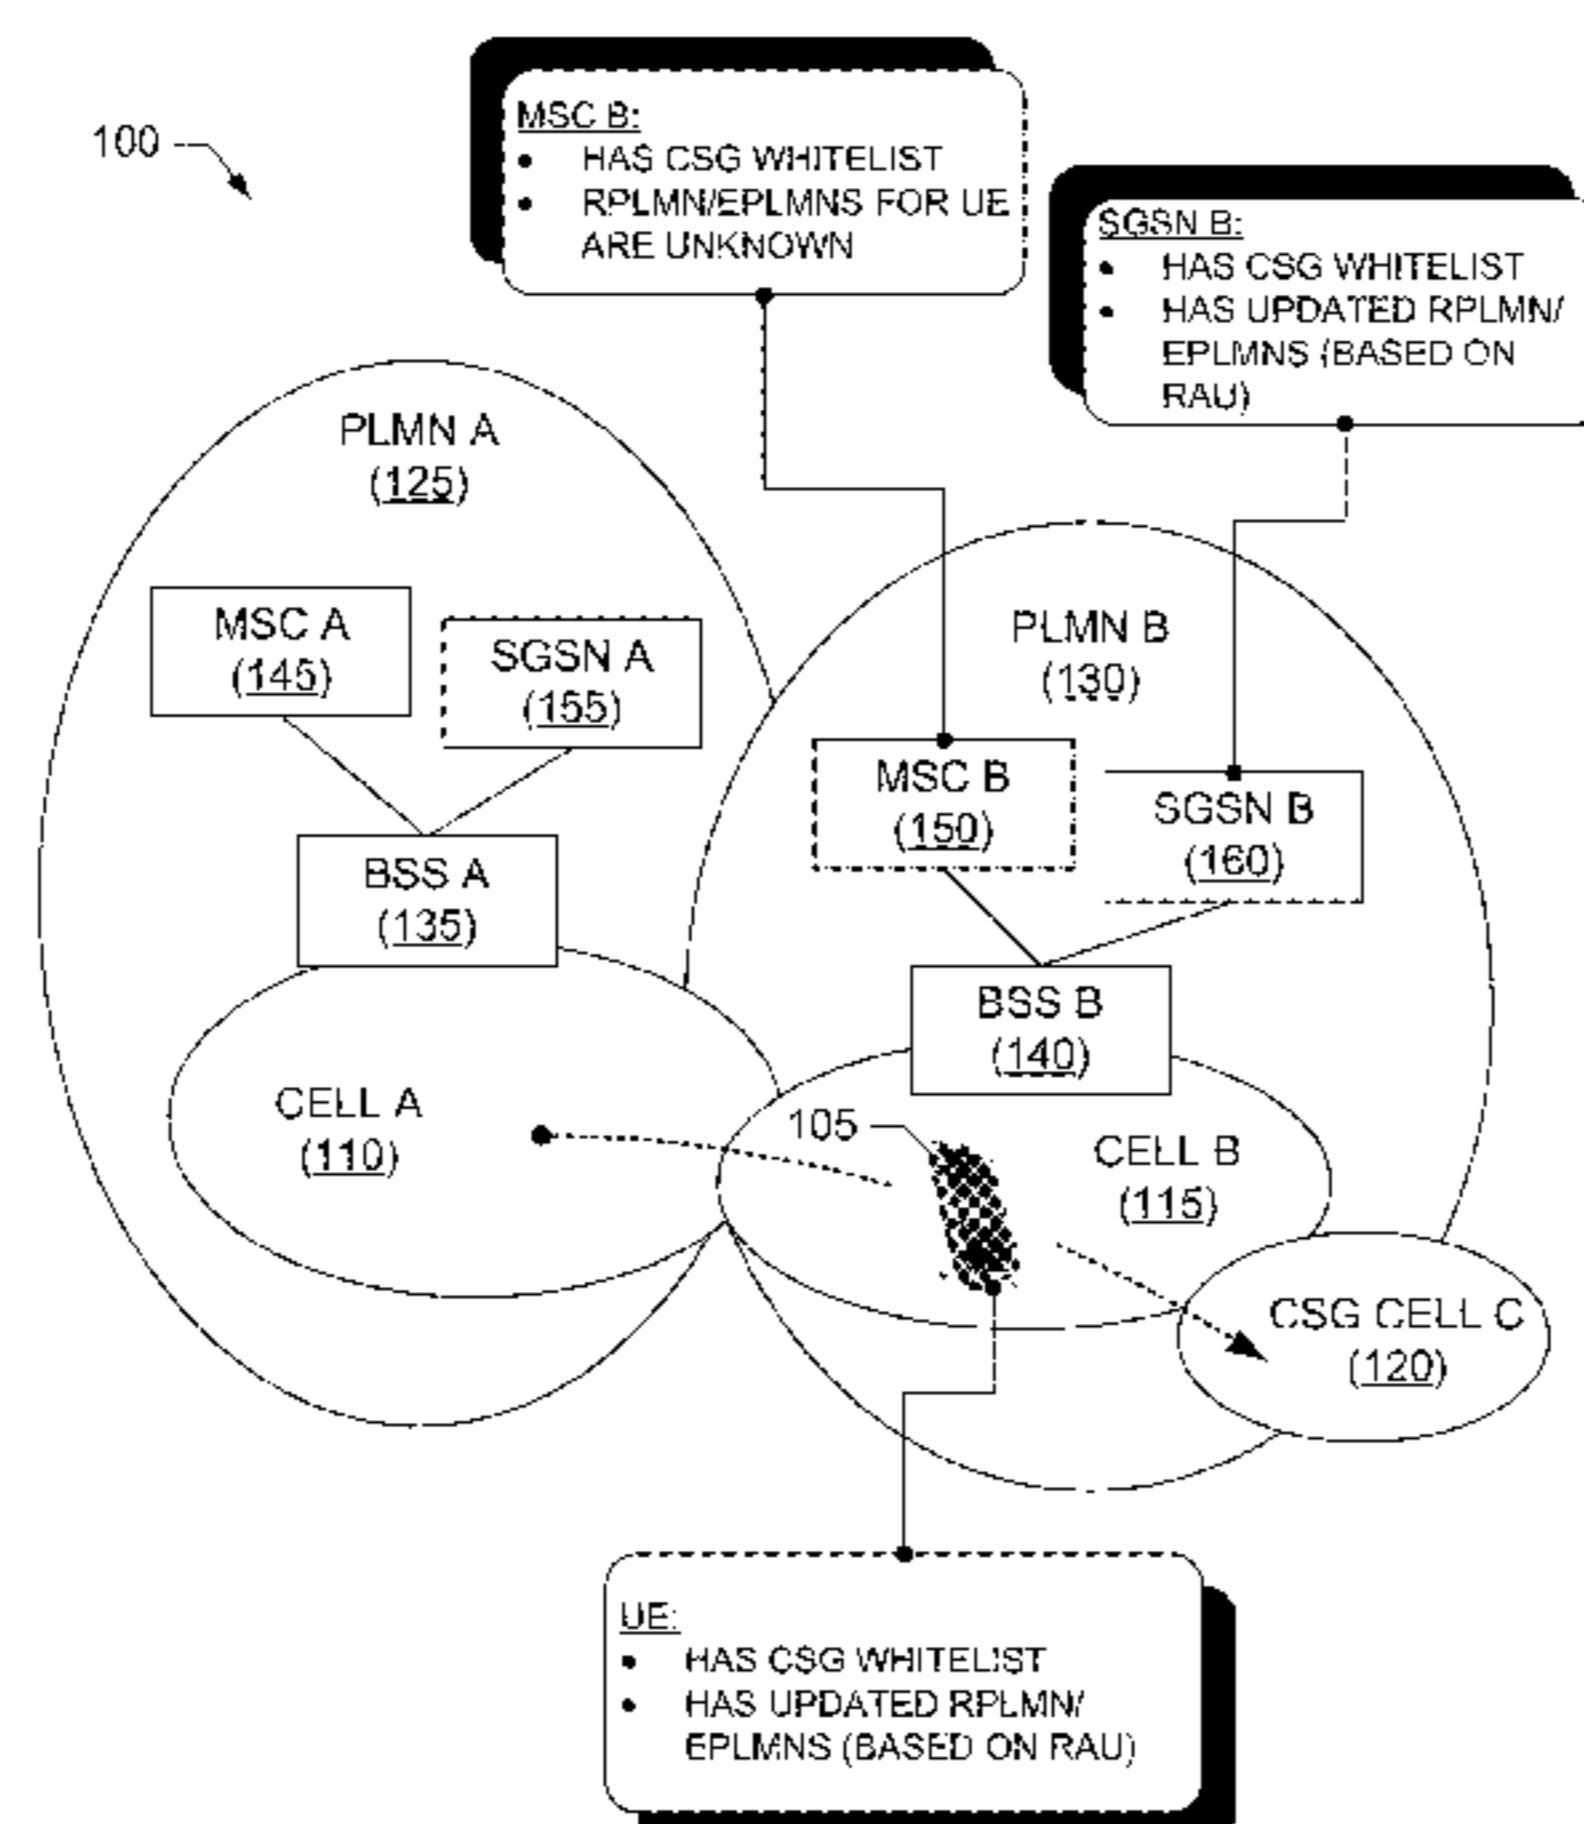 100
MSC B:
• HAS CSG WHITELIST
• RPLMN/EPLMNS FOR UE
ARE UNKNOWN
SGSN B:
• HAS CSG WHITELIST
• HAS UPDATED RPLMN/
EPLMNS (BASED ON
RAU)
PLMN A
(125)
MSC A
(145)
SGSN A
(155)
BSS A
(135)
CELL A
(110)
PLMN B
(130)
MSC B
(150)
SGSN B
(160)
BSS B
(140)
105
CELL B
(115)
CSG CELL C
(120)
UE:
• HAS CSG WHITELIST
• HAS UPDATED RPLMN/
EPLMNS (BASED ON RAU)